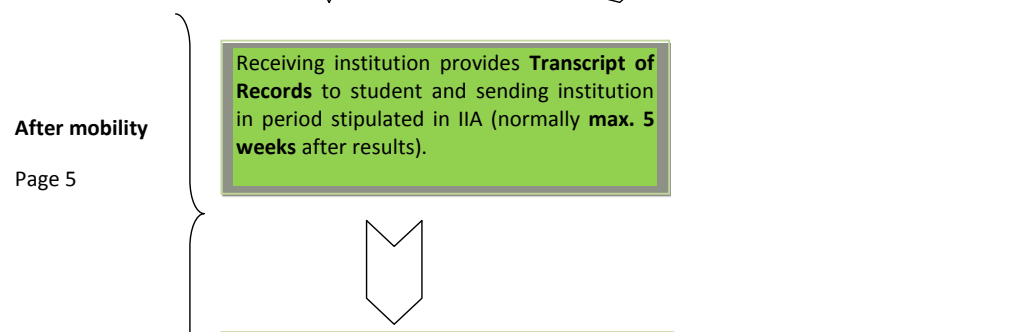 After mobility
Page 5
Receiving institution provides Transcript of
Records to student and sending institution
in period stipulated in IIA (normally max. 5
weeks after results).